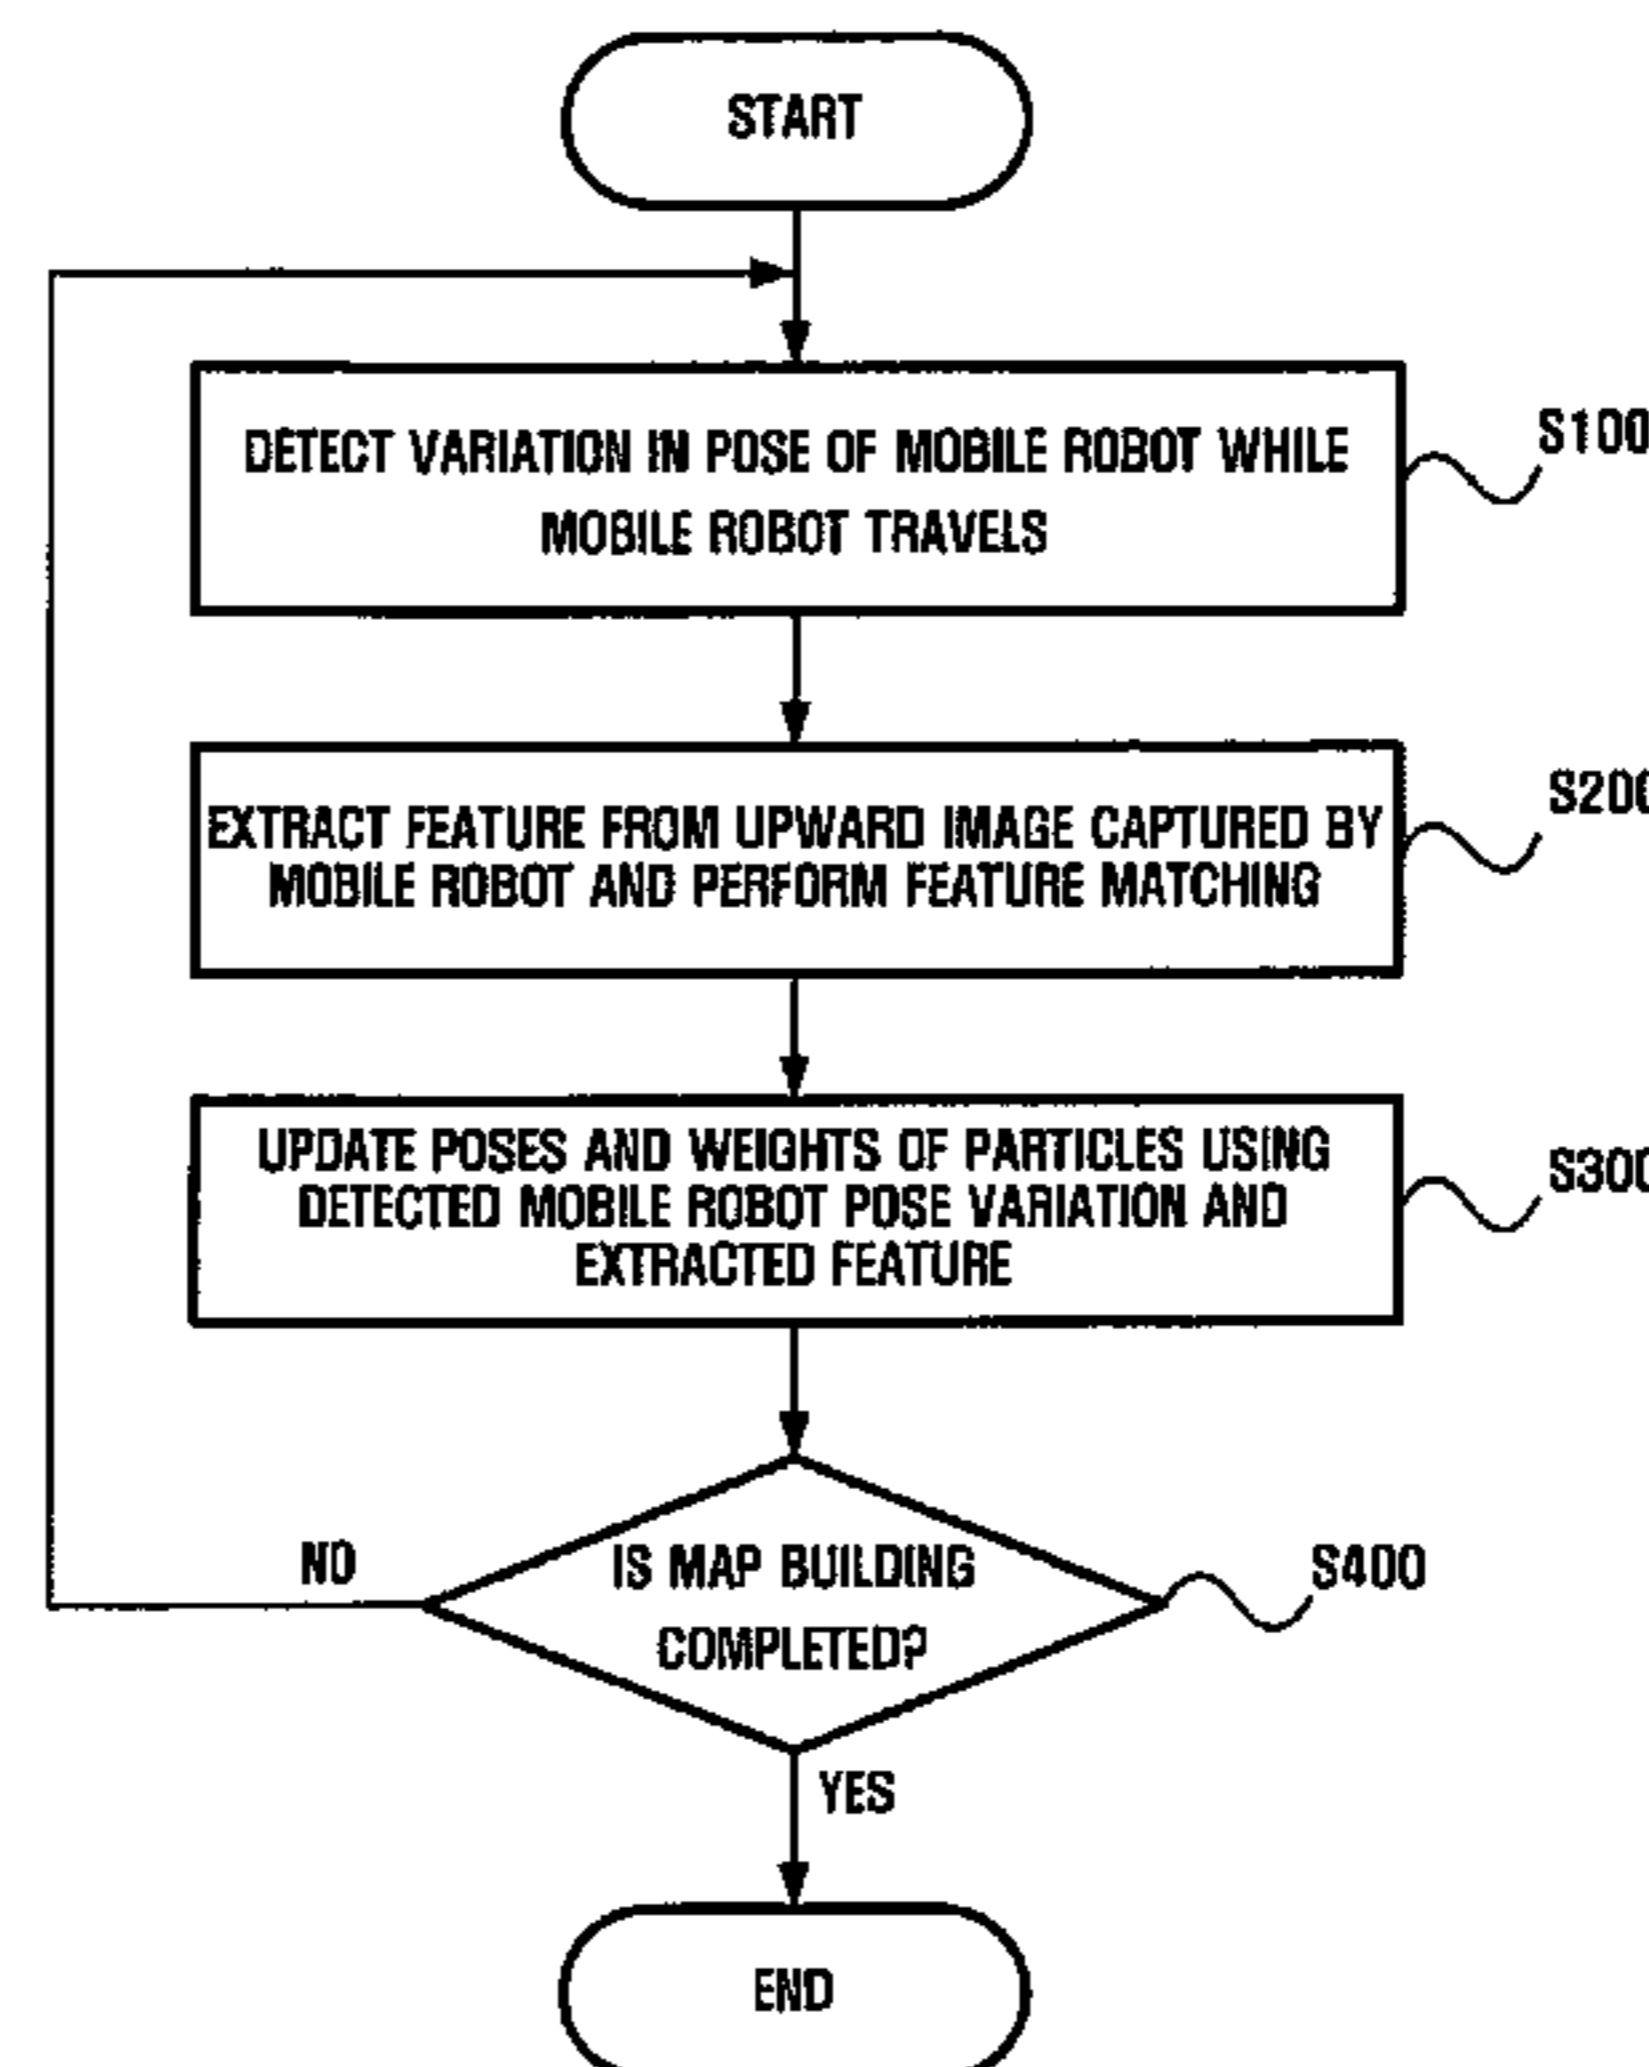 START
DETECT VARIATION IN POSE OF MOBILE ROBOT WHILE
MOBILE ROBOT TRAVELS
S100
EXTRACT FEATURE FROM UPWARD IMAGE CAPTURED BY
MOBILE ROBOT AND PERFORM FEATURE MATCHING
S200
UPDATE POSES AND WEIGHTS OF PARTICLES USING
DETECTED MOBILE ROBOT POSE VARIATION AND
EXTRACTED FEATURE
S300
NO
IS MAP BUILDING
COMPLETED?
S400
YES
END